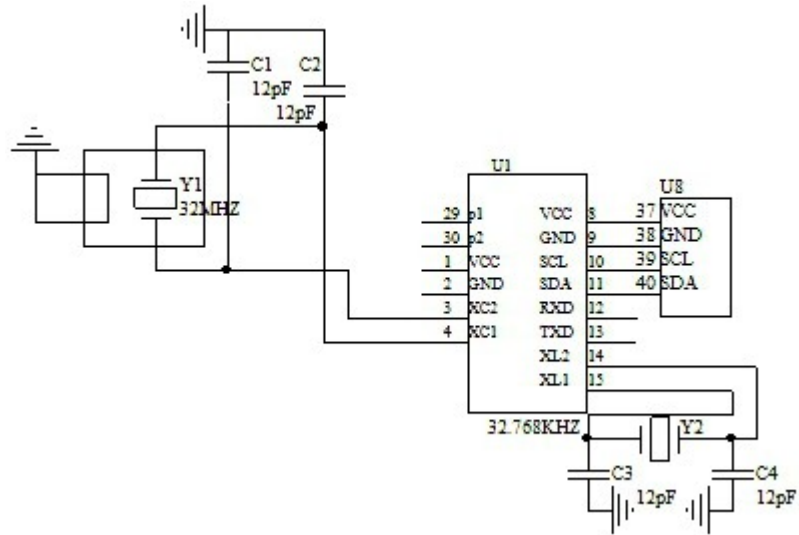 C1 C2
12pF
12pF
Y1
32MHZ
U1
U8
29 p1 VCC 8 37 VCC
30 p2 GND 9 38 GND
1 VCC SCL 10 39 SCL
2 GND SDA 11 40 SDA
3 XC2 RXD 12
4 XC1 TXD 13
XL2 14
XL1 15
32.768KHZ Y2
C3 C4
12pF 12pF